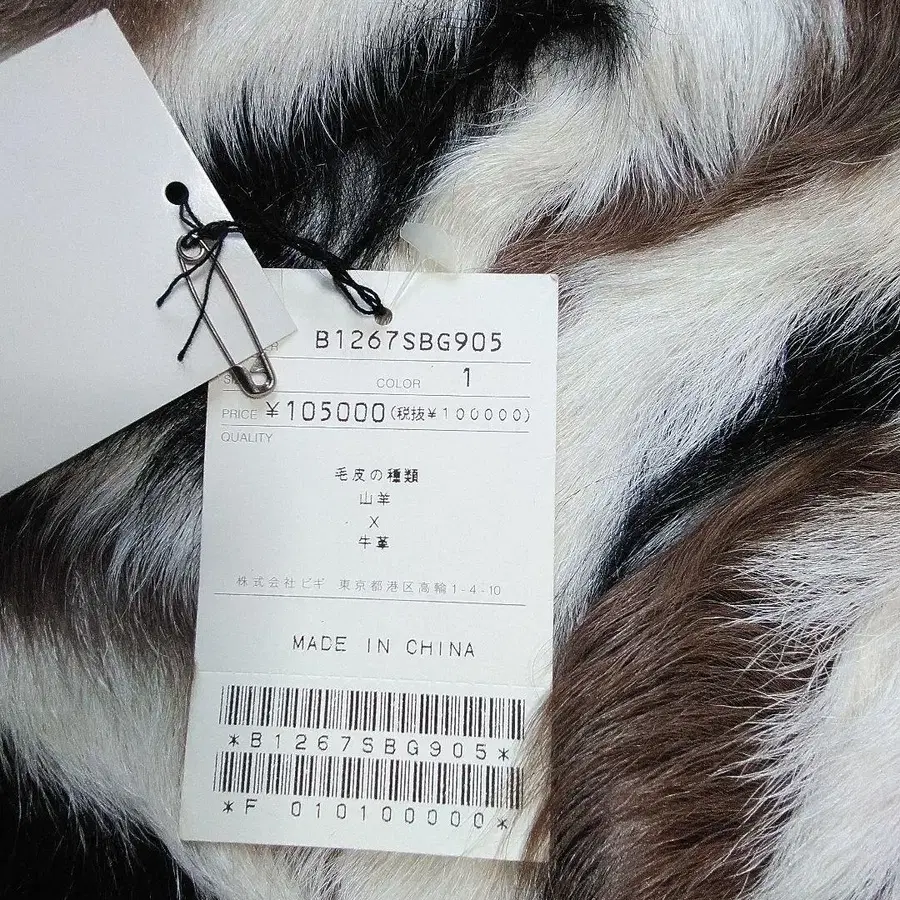 B1267SBG905
COLOR 1
PRICE ¥105000(税抜¥100000)
QUALITY
毛皮の種類
山羊
X
牛革
株式会社ビギ 東京都港区高輪1-4-10
MADE IN CHINA
*B1267SBG905*
*F 010100000*